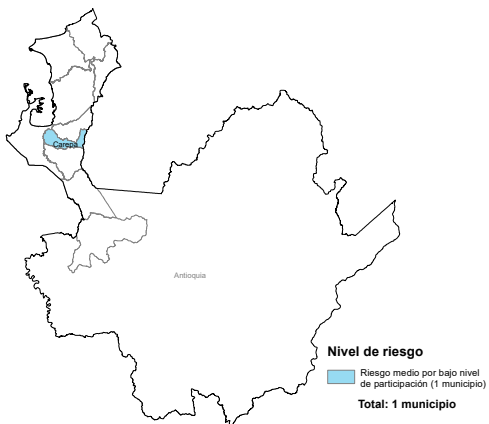 Carepa
Antioquia
Nivel de riesgo
Riesgo medio por bajo nivel
de participación (1 municipio)
Total: 1 municipio